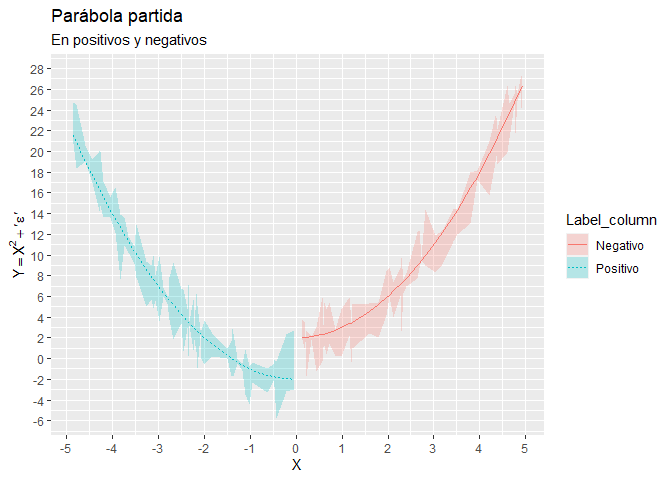 Parábola partida
En positivos y negativos
28
26
24
22
20
18
16
14
12
10
8
6
4
2
0
-2
-4
-6
Y = X² + ′ε′
-5 -4 -3 -2 -1 0 1 2 3 4 5
X
Label_column
Negativo
Positivo